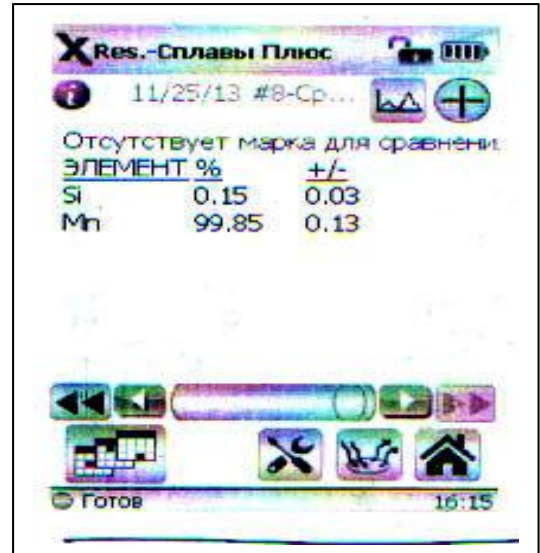 Res.-Сплавы Плюс
11/25/13 #8-Ср...
Отсутствует марка для сравнени
ЭЛЕМЕНТ % +/-
Si 0.15 0.03
Mn 99.85 0.13
Готов 16:15